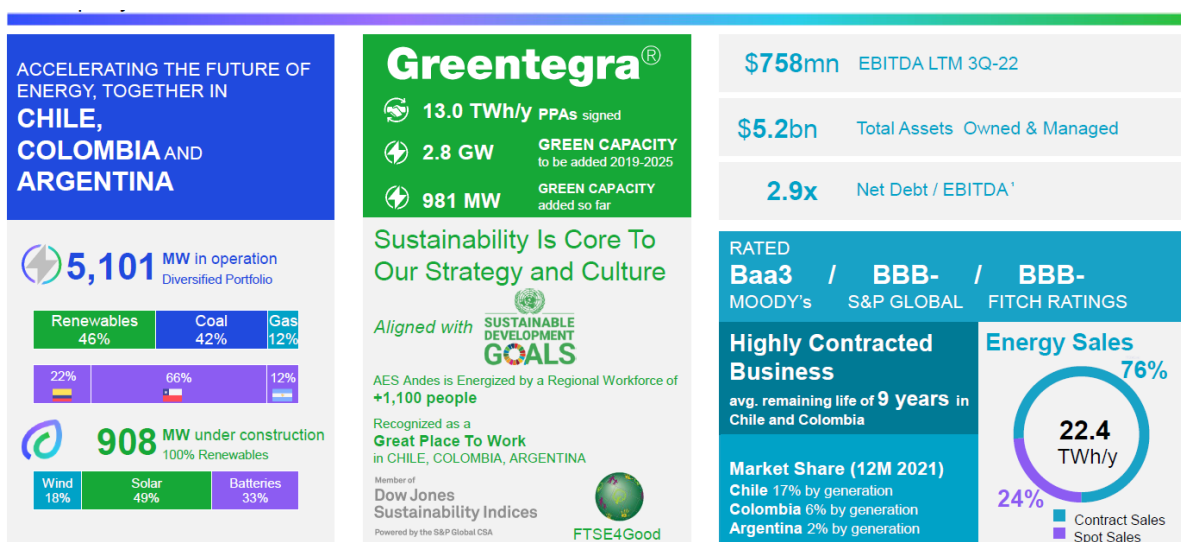 ACCELERATING THE FUTURE OF
ENERGY, TOGETHER IN
CHILE,
COLOMBIA AND
ARGENTINA
5,101 MW in operation
Diversified Portfolio
Renewables Coal Gas
46% 42% 12%
22% 66% 12%
908 MW under construction
100% Renewables
Wind Solar Batteries
18% 49% 33%
Greentegra®
13.0 TWh/y PPAs signed
2.8 GW GREEN CAPACITY
to be added 2019-2025
981 MW GREEN CAPACITY
added so far
Sustainability Is Core To
Our Strategy and Culture
Aligned with SUSTAINABLE
DEVELOPMENT
GOALS
AES Andes is Energized by a Regional Workforce of
+1,100 people
Recognized as a
Great Place To Work
in CHILE, COLOMBIA, ARGENTINA
Member of
Dow Jones
Sustainability Indices
Powered by the S&P Global CSA
FTSE4Good
$758mn EBITDA LTM 3Q-22
$5.2bn Total Assets Owned & Managed
2.9x Net Debt / EBITDA
RATED
Baa3 / BBB- / BBB-
MOODY's S&P GLOBAL FITCH RATINGS
Highly Contracted
Business
avg. remaining life of 9 years in
Chile and Colombia
Market Share (12M 2021)
Chile 17% by generation
Colombia 6% by generation
Argentina 2% by generation
Energy Sales
76%
22.4
TWh/y
24%
Contract Sales
Spot Sales